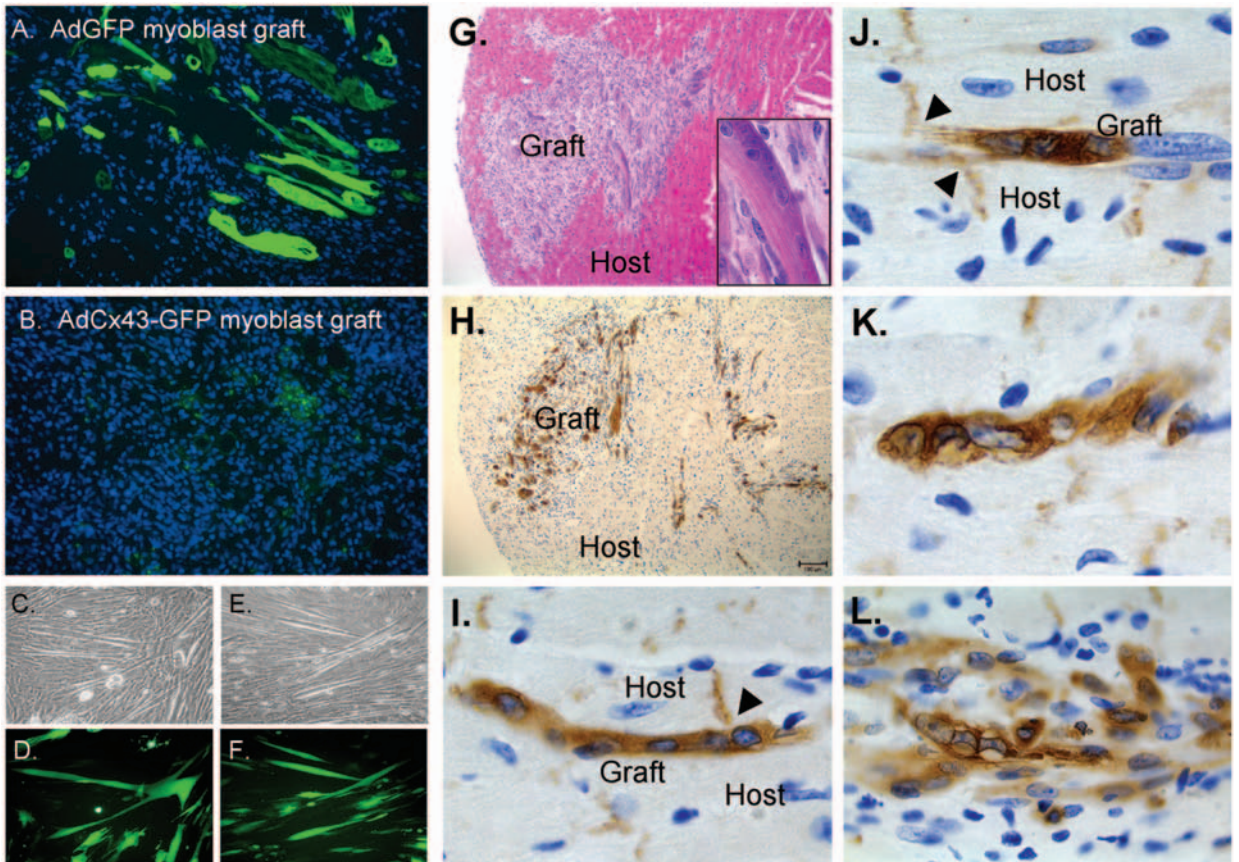 A. AdGFP myoblast graft
B. AdCx43-GFP myoblast graft
C.
E.
D.
F.
G.
Graft
Host
H.
Graft
Host
I.
Host
Graft
Host
J.
Host
Graft
Host
K.
L.